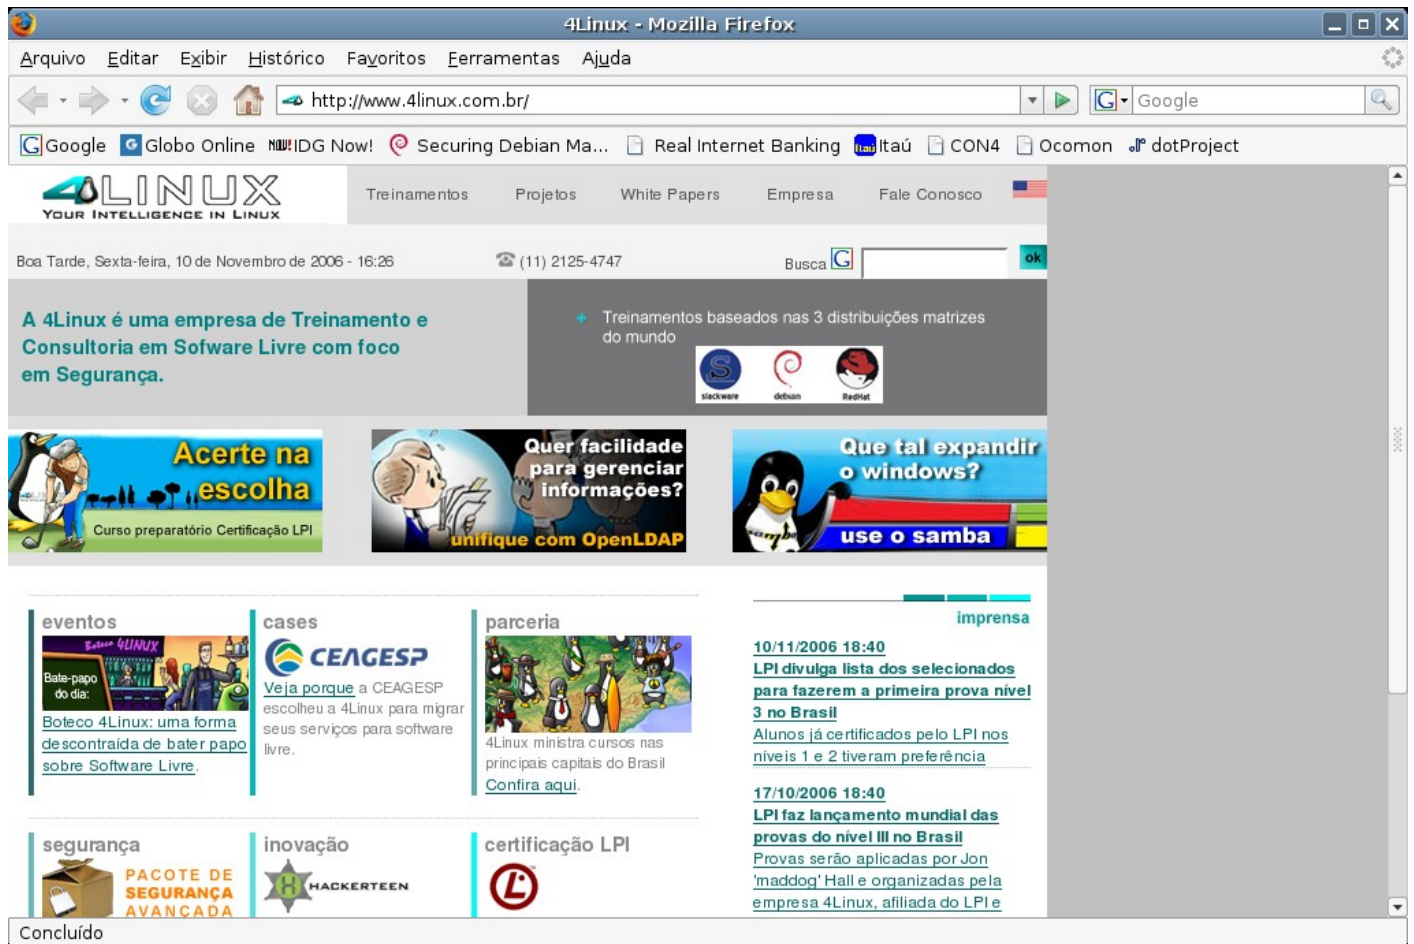 4Linux - Mozilla Firefox
Arquivo Editar Exibir Histórico Favoritos Ferramentas Ajuda
http://www.4linux.com.br/ G Google
G Google G Globo Online NOW! IDG Now! Securing Debian Ma... Real Internet Banking Itaú Itaú CON4 Ocomon dotProject
4LINUX
YOUR INTELLIGENCE IN LINUX
Treinamentos Projetos White Papers Empresa Fale Conosco
Boa Tarde, Sexta-feira, 10 de Novembro de 2006 - 16:26 (11) 2125-4747 Busca G ok
A 4Linux é uma empresa de Treinamento e
Consultoria em Sofware Livre com foco
em Segurança.
Treinamentos baseados nas 3 distribuições matrizes
do mundo
S
slackware debian RedHat
Acerte na
escolha
Curso preparatório Certificação LPI
Quer facilidade
para gerenciar
informações?
unifique com OpenLDAP
Que tal expandir
o windows?
samba
use o samba
eventos
Boteco 4LINUX
Bate-papo
do dia:
Boteco 4Linux: uma forma
descontraída de bater papo
sobre Software Livre.
cases
CEAGESP
Veja porque a CEAGESP
escolheu a 4Linux para migrar
seus serviços para software
livre.
parceria
4Linux ministra cursos nas
principais capitais do Brasil
Confira aqui.
imprensa
10/11/2006 18:40
LPI divulga lista dos selecionados
para fazerem a primeira prova nível
3 no Brasil
Alunos já certificados pelo LPI nos
níveis 1 e 2 tiveram preferência
17/10/2006 18:40
LPI faz lançamento mundial das
provas do nível III no Brasil
Provas serão aplicadas por Jon
'maddog' Hall e organizadas pela
empresa 4Linux, afiliada do LPI e
segurança
PACOTE DE
SEGURANÇA
AVANÇADA
inovação
H HACKERTEEN
certificação LPI
Concluído